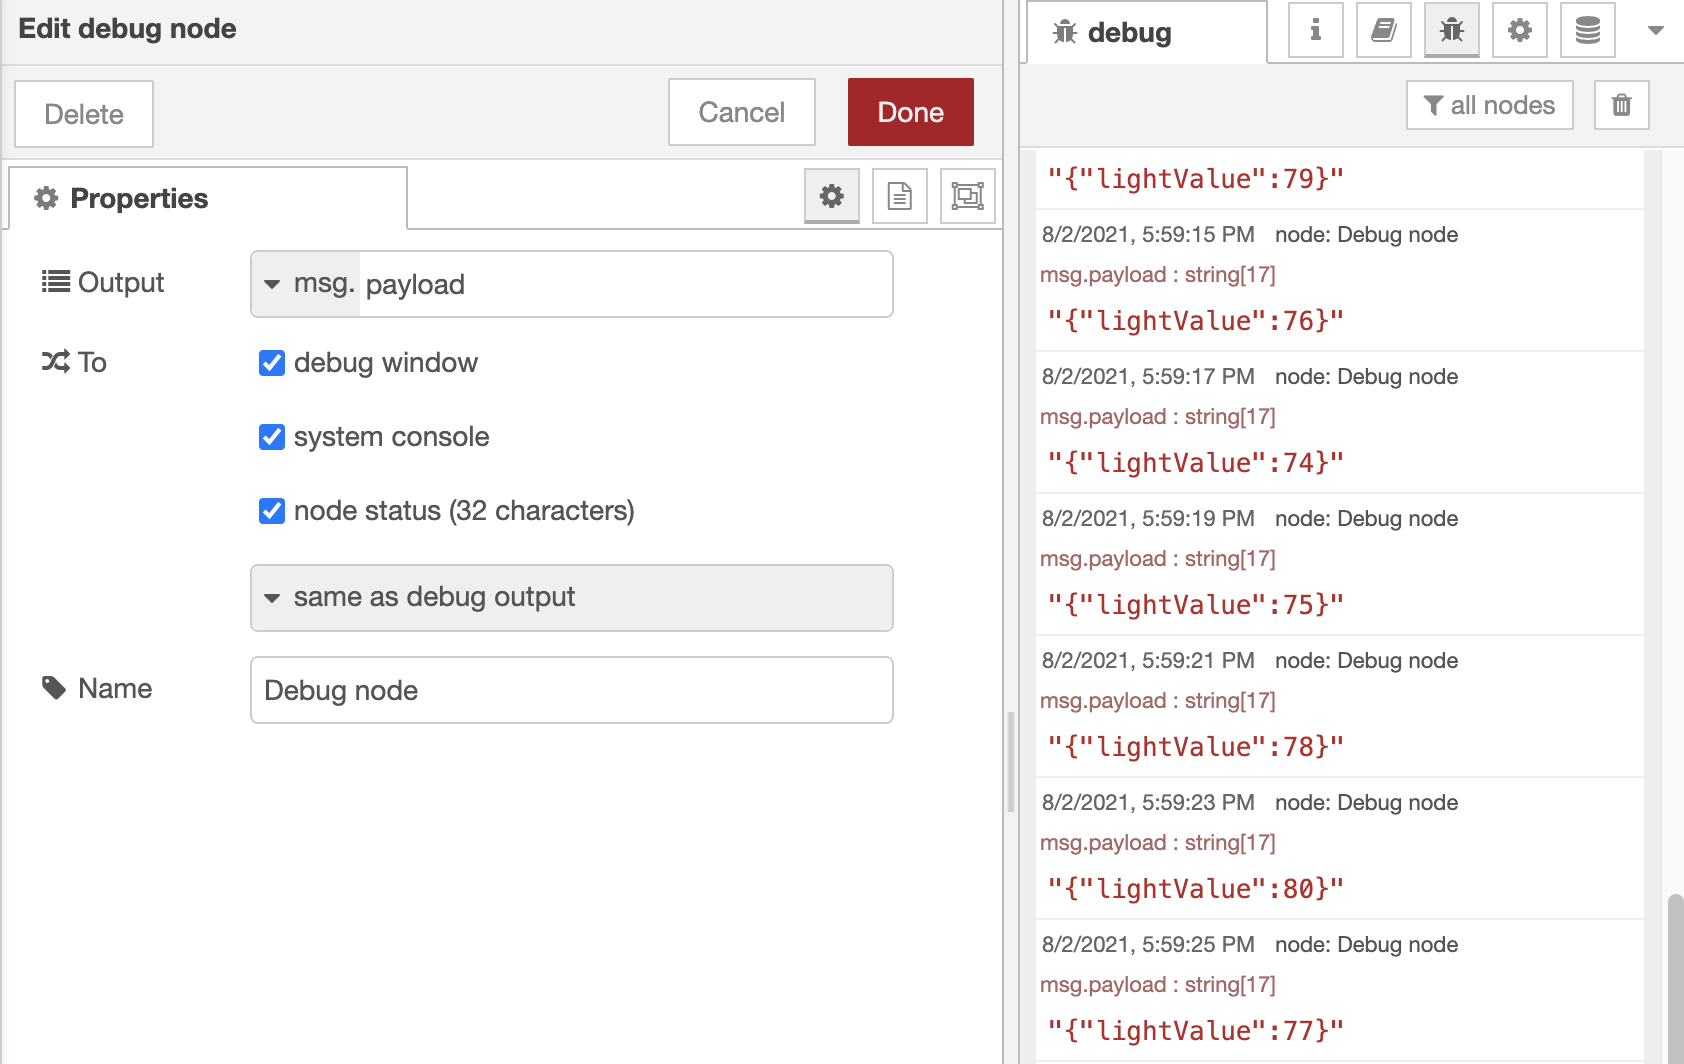 Edit debug node
Delete
Cancel
Done
Properties
Output
msg. payload
To
debug window
system console
node status (32 characters)
same as debug output
Name
Debug node
debug
i
all nodes
"{"lightValue":79}"
8/2/2021, 5:59:15 PM node: Debug node
msg.payload : string[17]
"{"lightValue":76}"
8/2/2021, 5:59:17 PM node: Debug node
msg.payload : string[17]
"{"lightValue":74}"
8/2/2021, 5:59:19 PM node: Debug node
msg.payload : string[17]
"{"lightValue":75}"
8/2/2021, 5:59:21 PM node: Debug node
msg.payload : string[17]
"{"lightValue":78}"
8/2/2021, 5:59:23 PM node: Debug node
msg.payload : string[17]
"{"lightValue":80}"
8/2/2021, 5:59:25 PM node: Debug node
msg.payload : string[17]
"{"lightValue":77}"